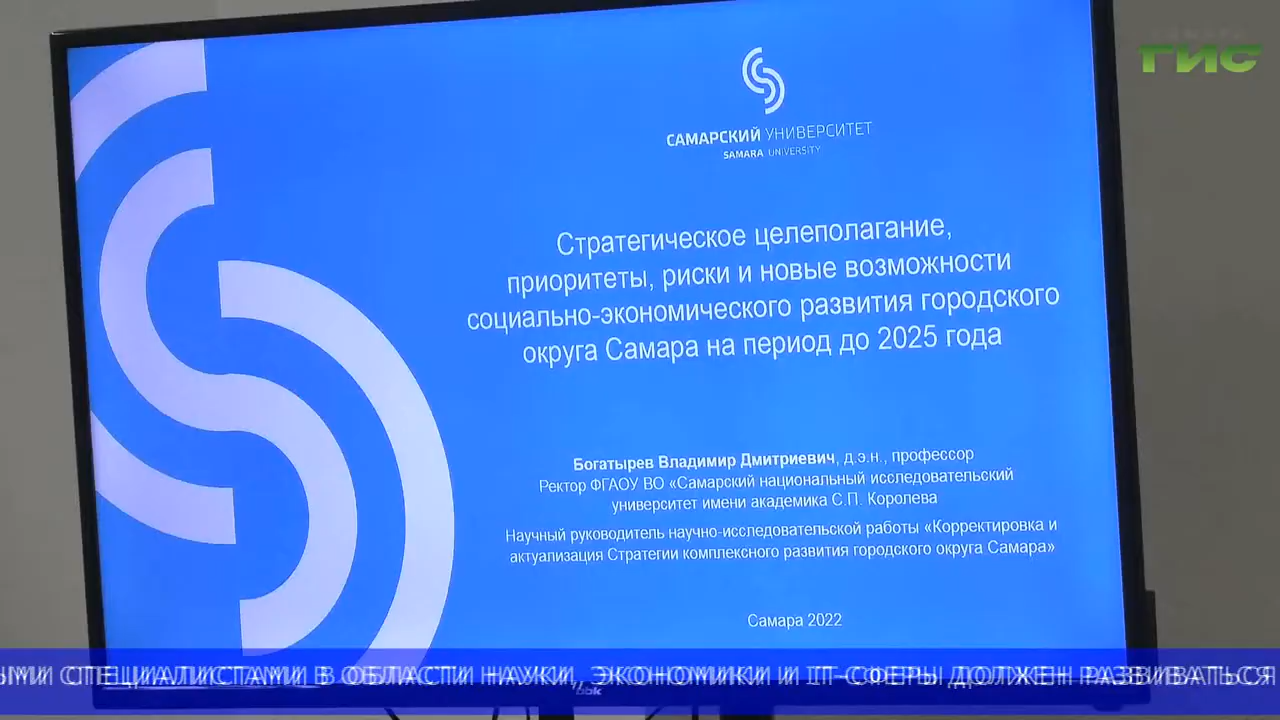 ГИС
САМАРСКИЙ УНИВЕРСИТЕТ
SAMARA UNIVERSITY
Стратегическое целеполагание,
приоритеты, риски и новые возможности
социально-экономического развития городского
округа Самара на период до 2025 года
Богатырев Владимир Дмитриевич, д.э.н., профессор
Ректор ФГАОУ ВО «Самарский национальный исследовательский
университет имени академика С.П. Королева
Научный руководитель научно-исследовательской работы «Корректировка и
актуализация Стратегии комплексного развития городского округа Самара»
Самара 2022
ЫМИ СПЕЦИАЛИСТАМИ В ОБЛАСТИ НАУКИ, ЭКОНОМИКИ И IT-СФЕРЫ ДОЛЖЕН РАЗВИВАТЬСЯ